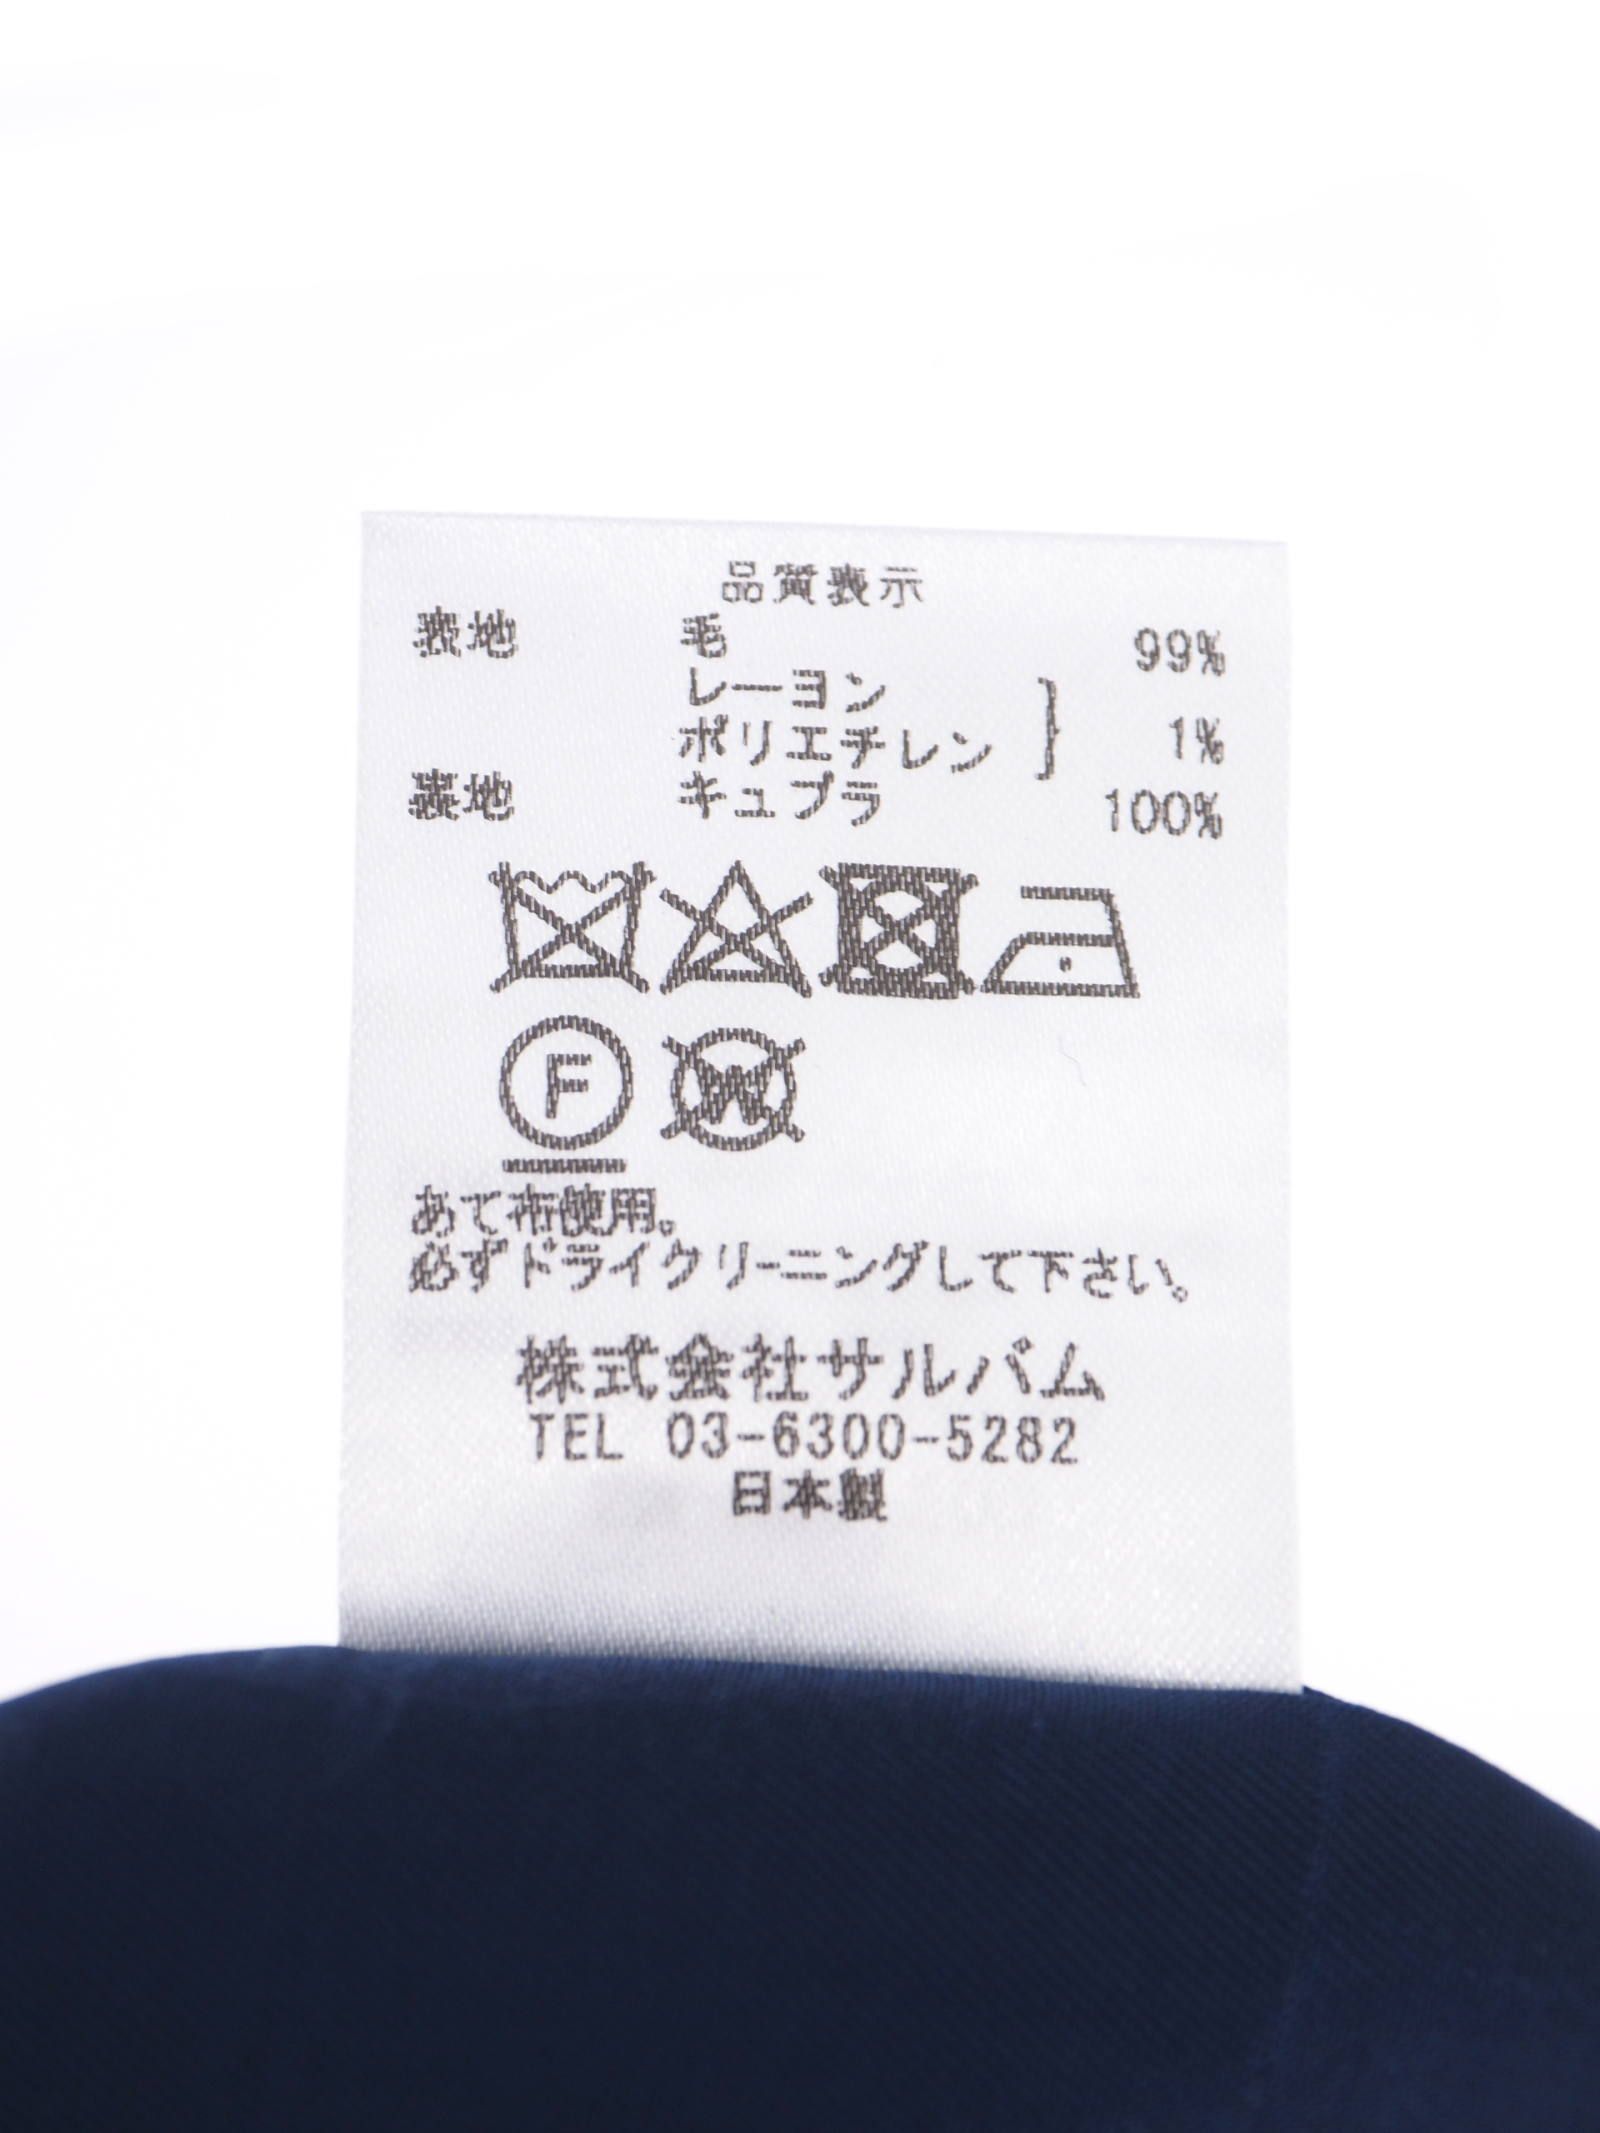 品質表示
表地 毛 99%
レーヨン
ポリエチレン } 1%
裏地 キュプラ 100%
F W
あて布使用。
必ずドライクリーニングして下さい。
株式会社サルバム
TEL 03-6300-5282
日本製